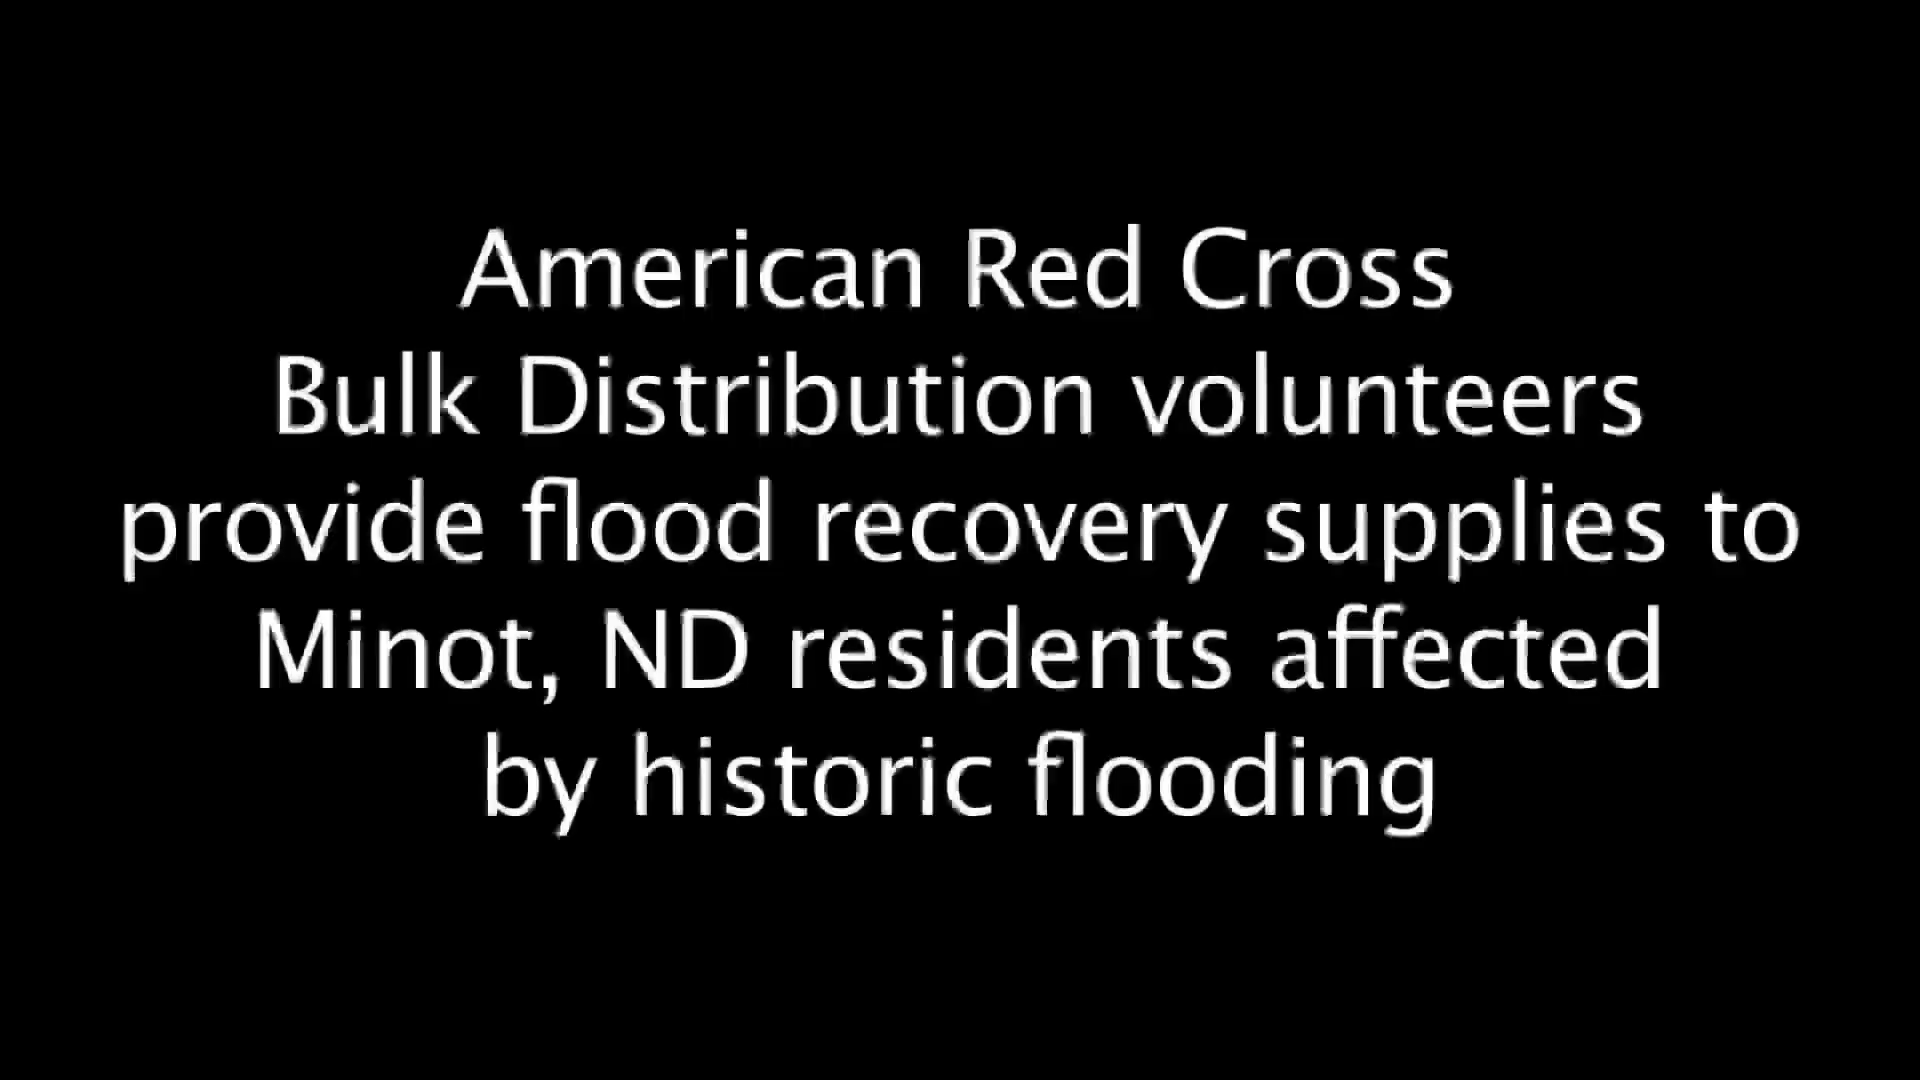 American Red Cross
Bulk Distribution volunteers
provide flood recovery supplies to
Minot, ND residents affected
by historic flooding